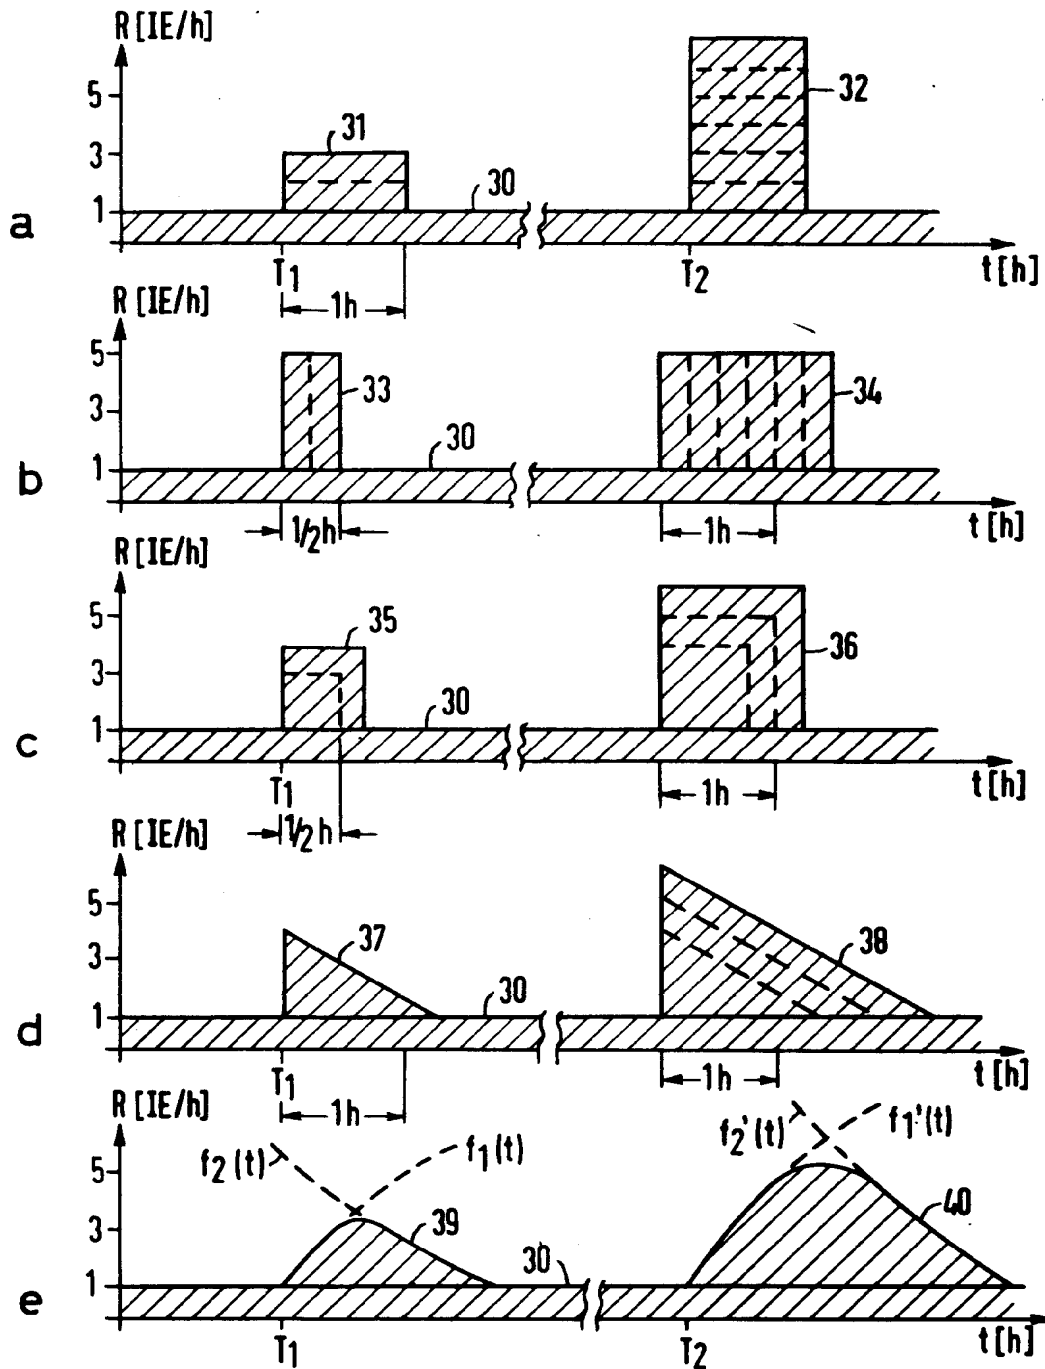 R [IE/h]
5
3
1
31
30
32
a
T1
T2
t [h]
1h
R [IE/h]
5
3
1
33
30
34
b
1/2h
1h
t [h]
R [IE/h]
5
3
1
35
30
36
c
T1
1/2h
1h
t [h]
R [IE/h]
5
3
1
37
30
38
d
T1
1h
1h
t [h]
R [IE/h]
5
3
1
f2(t)
f1(t)
39
30
f2'(t)
f1'(t)
40
e
T1
T2
t [h]